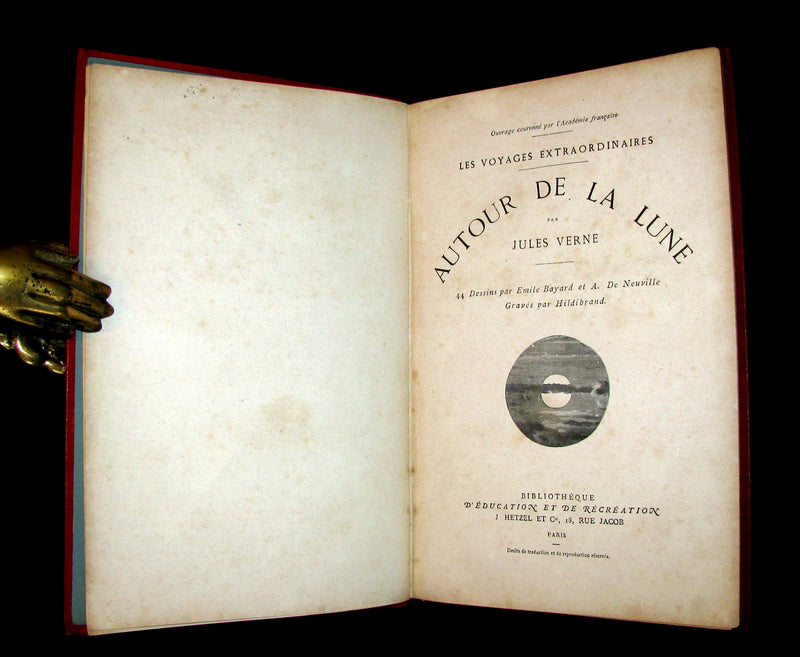 Ouvrage couronné par l'Académie française.
LES VOYAGES EXTRAORDINAIRES
AUTOUR DE LA LUNE
PAR
JULES VERNE
44 Dessins par Emile Bayard et A. De Neuville
Gravés par Hildibrand.
BIBLIOTHÈQUE
D'ÉDUCATION ET DE RÉCRÉATION
J HETZEL ET Cie, 18, RUE JACOB
PARIS
Droits de traduction et de reproduction réservés.